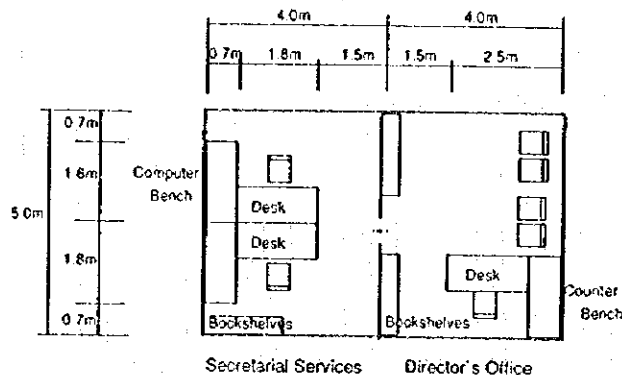 4.0m 4.0m
0.7m 1.8m 1.5m 1.5m 2.5m
0.7m
1.6m
Computer
Bench
Desk
5.0m
Desk
1.8m
Desk
Counter
Bench
0.7m
Bookshelves
Bookshelves
Secretarial Services
Director's Office